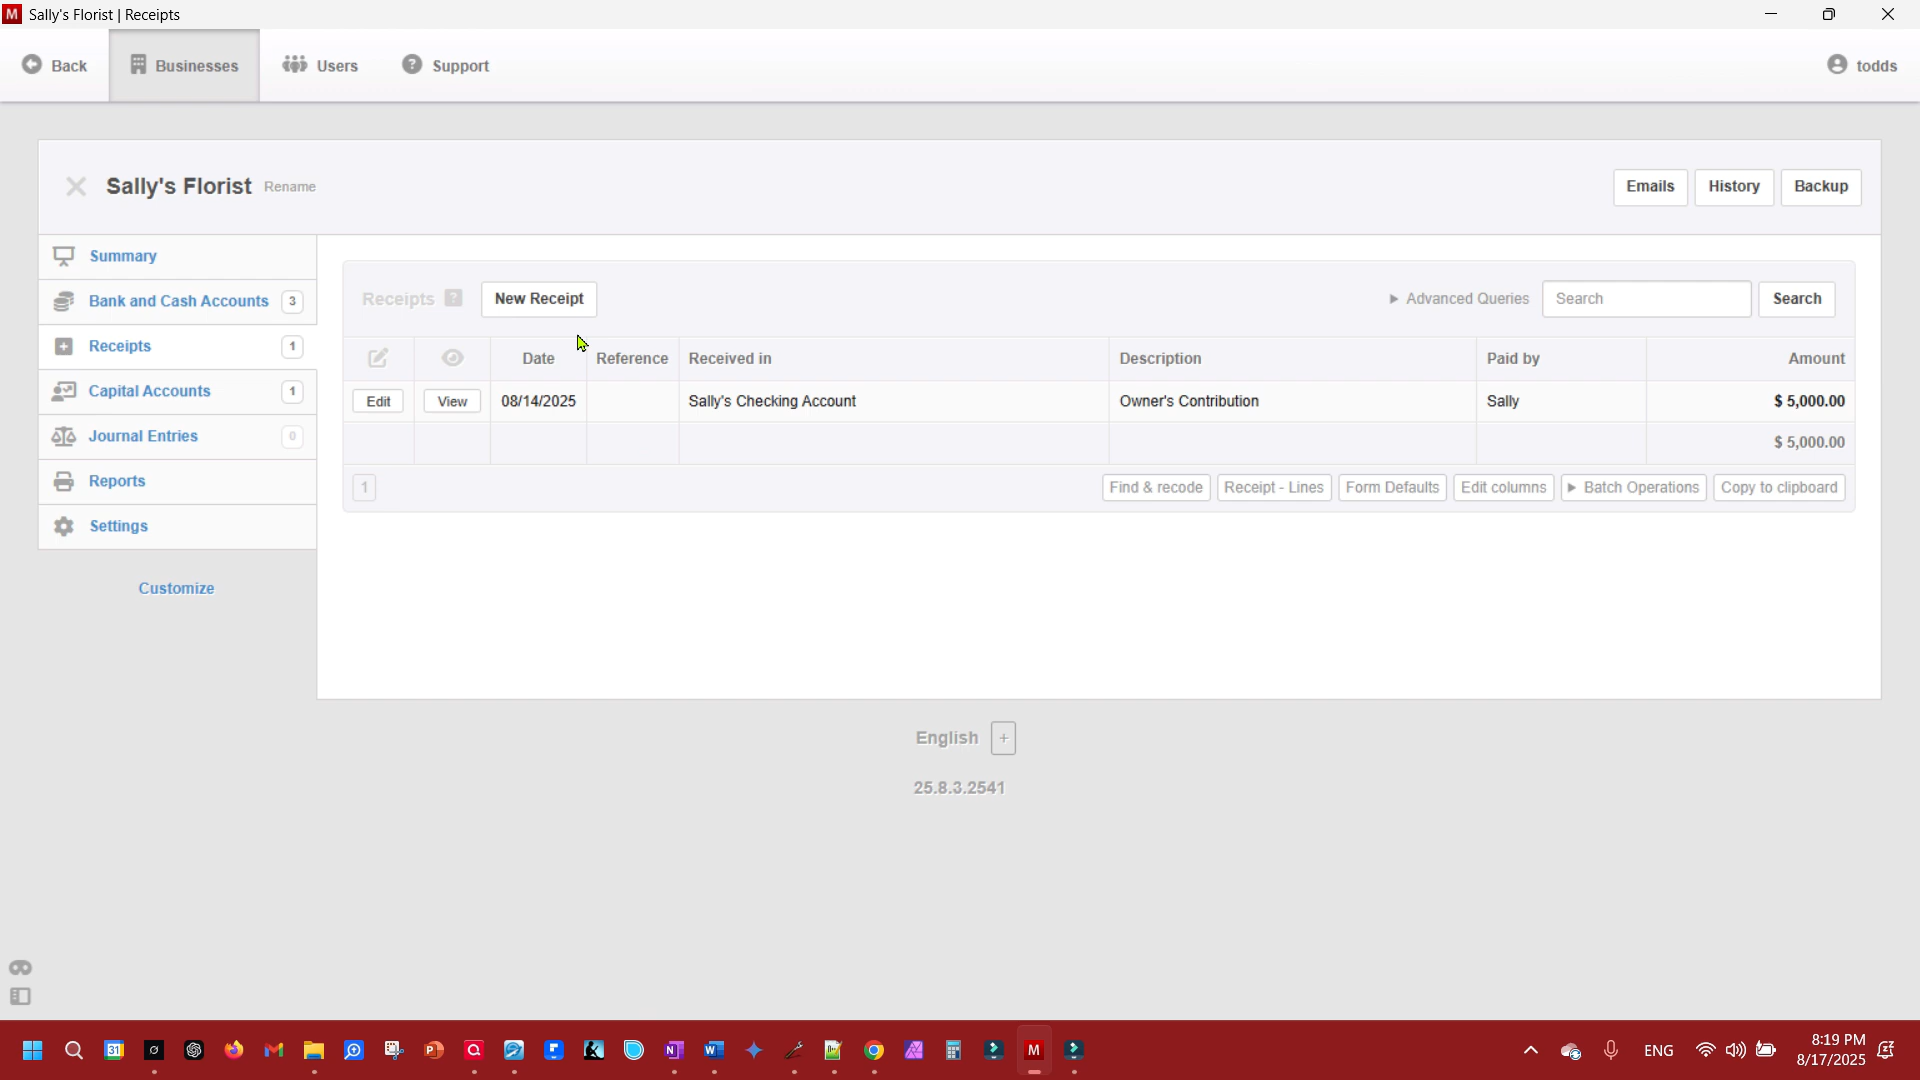 M Sally's Florist | Receipts
Back Businesses Users ? Support todds
Sally's Florist Rename Emails History Backup
Summary
Bank and Cash Accounts 3
Receipts 1
Capital Accounts 1
Journal Entries 0
Reports
Settings
Customize
Receipts ? New Receipt Advanced Queries Search Search
Date Reference Received in Description Paid by Amount
Edit View 08/14/2025 Sally's Checking Account Owner's Contribution Sally $ 5,000.00
$ 5,000.00
1 Find & recode Receipt - Lines Form Defaults Edit columns Batch Operations Copy to clipboard
English +
25.8.3.2541
31 P N W M ENG 8:19 PM
8/17/2025